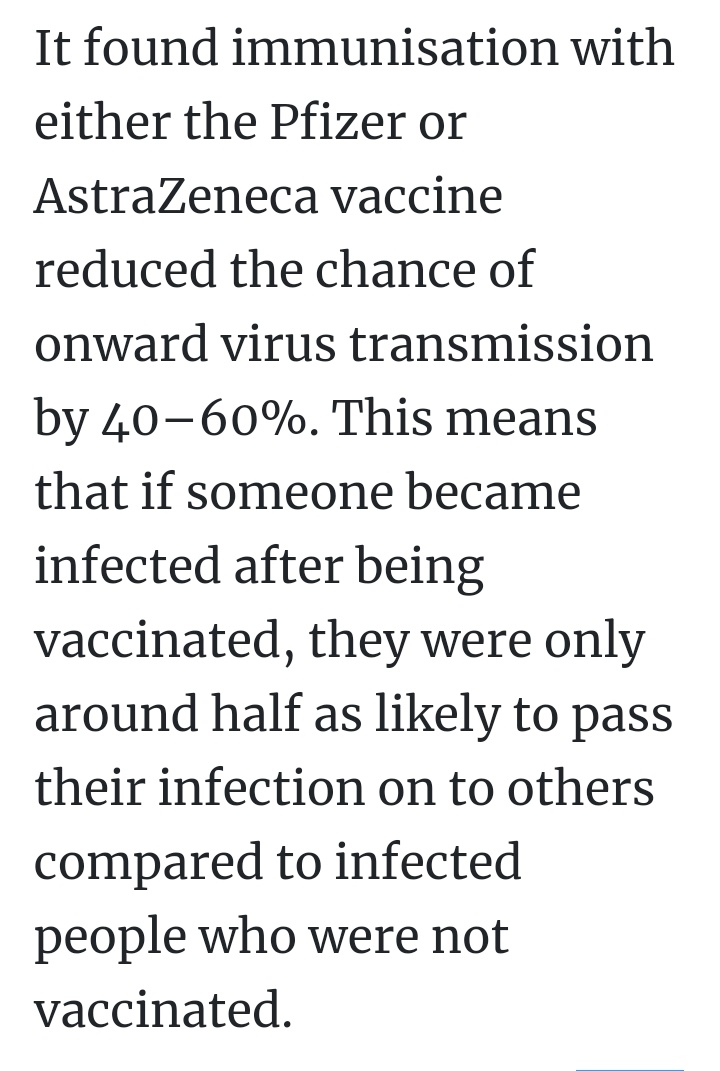 It found immunisation with
either the Pfizer or
AstraZeneca vaccine
reduced the chance of
onward virus transmission
by 40–60%. This means
that if someone became
infected after being
vaccinated, they were only
around half as likely to pass
their infection on to others
compared to infected
people who were not
vaccinated.